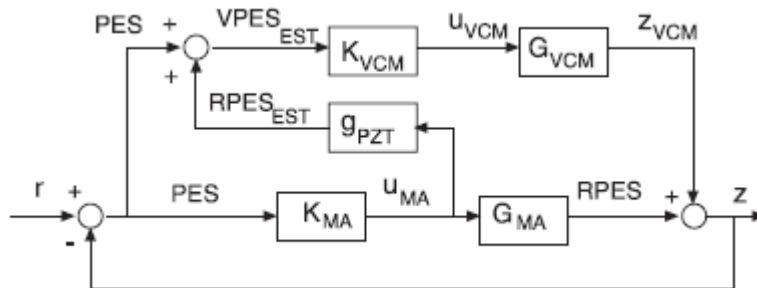 PES + VPES_EST K_VCM u_VCM G_VCM z_VCM
+
RPES_EST g_PZT
r + PES K_MA u_MA G_MA RPES + z
-